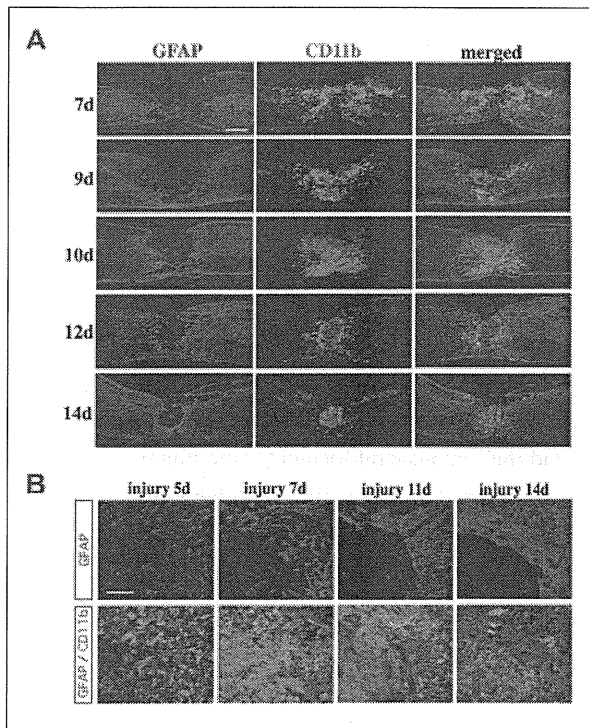 A
GFAP CD11b merged
7d
9d
10d
12d
14d
B
injury 5d injury 7d injury 11d injury 14d
GFAP
GFAP / CD11b